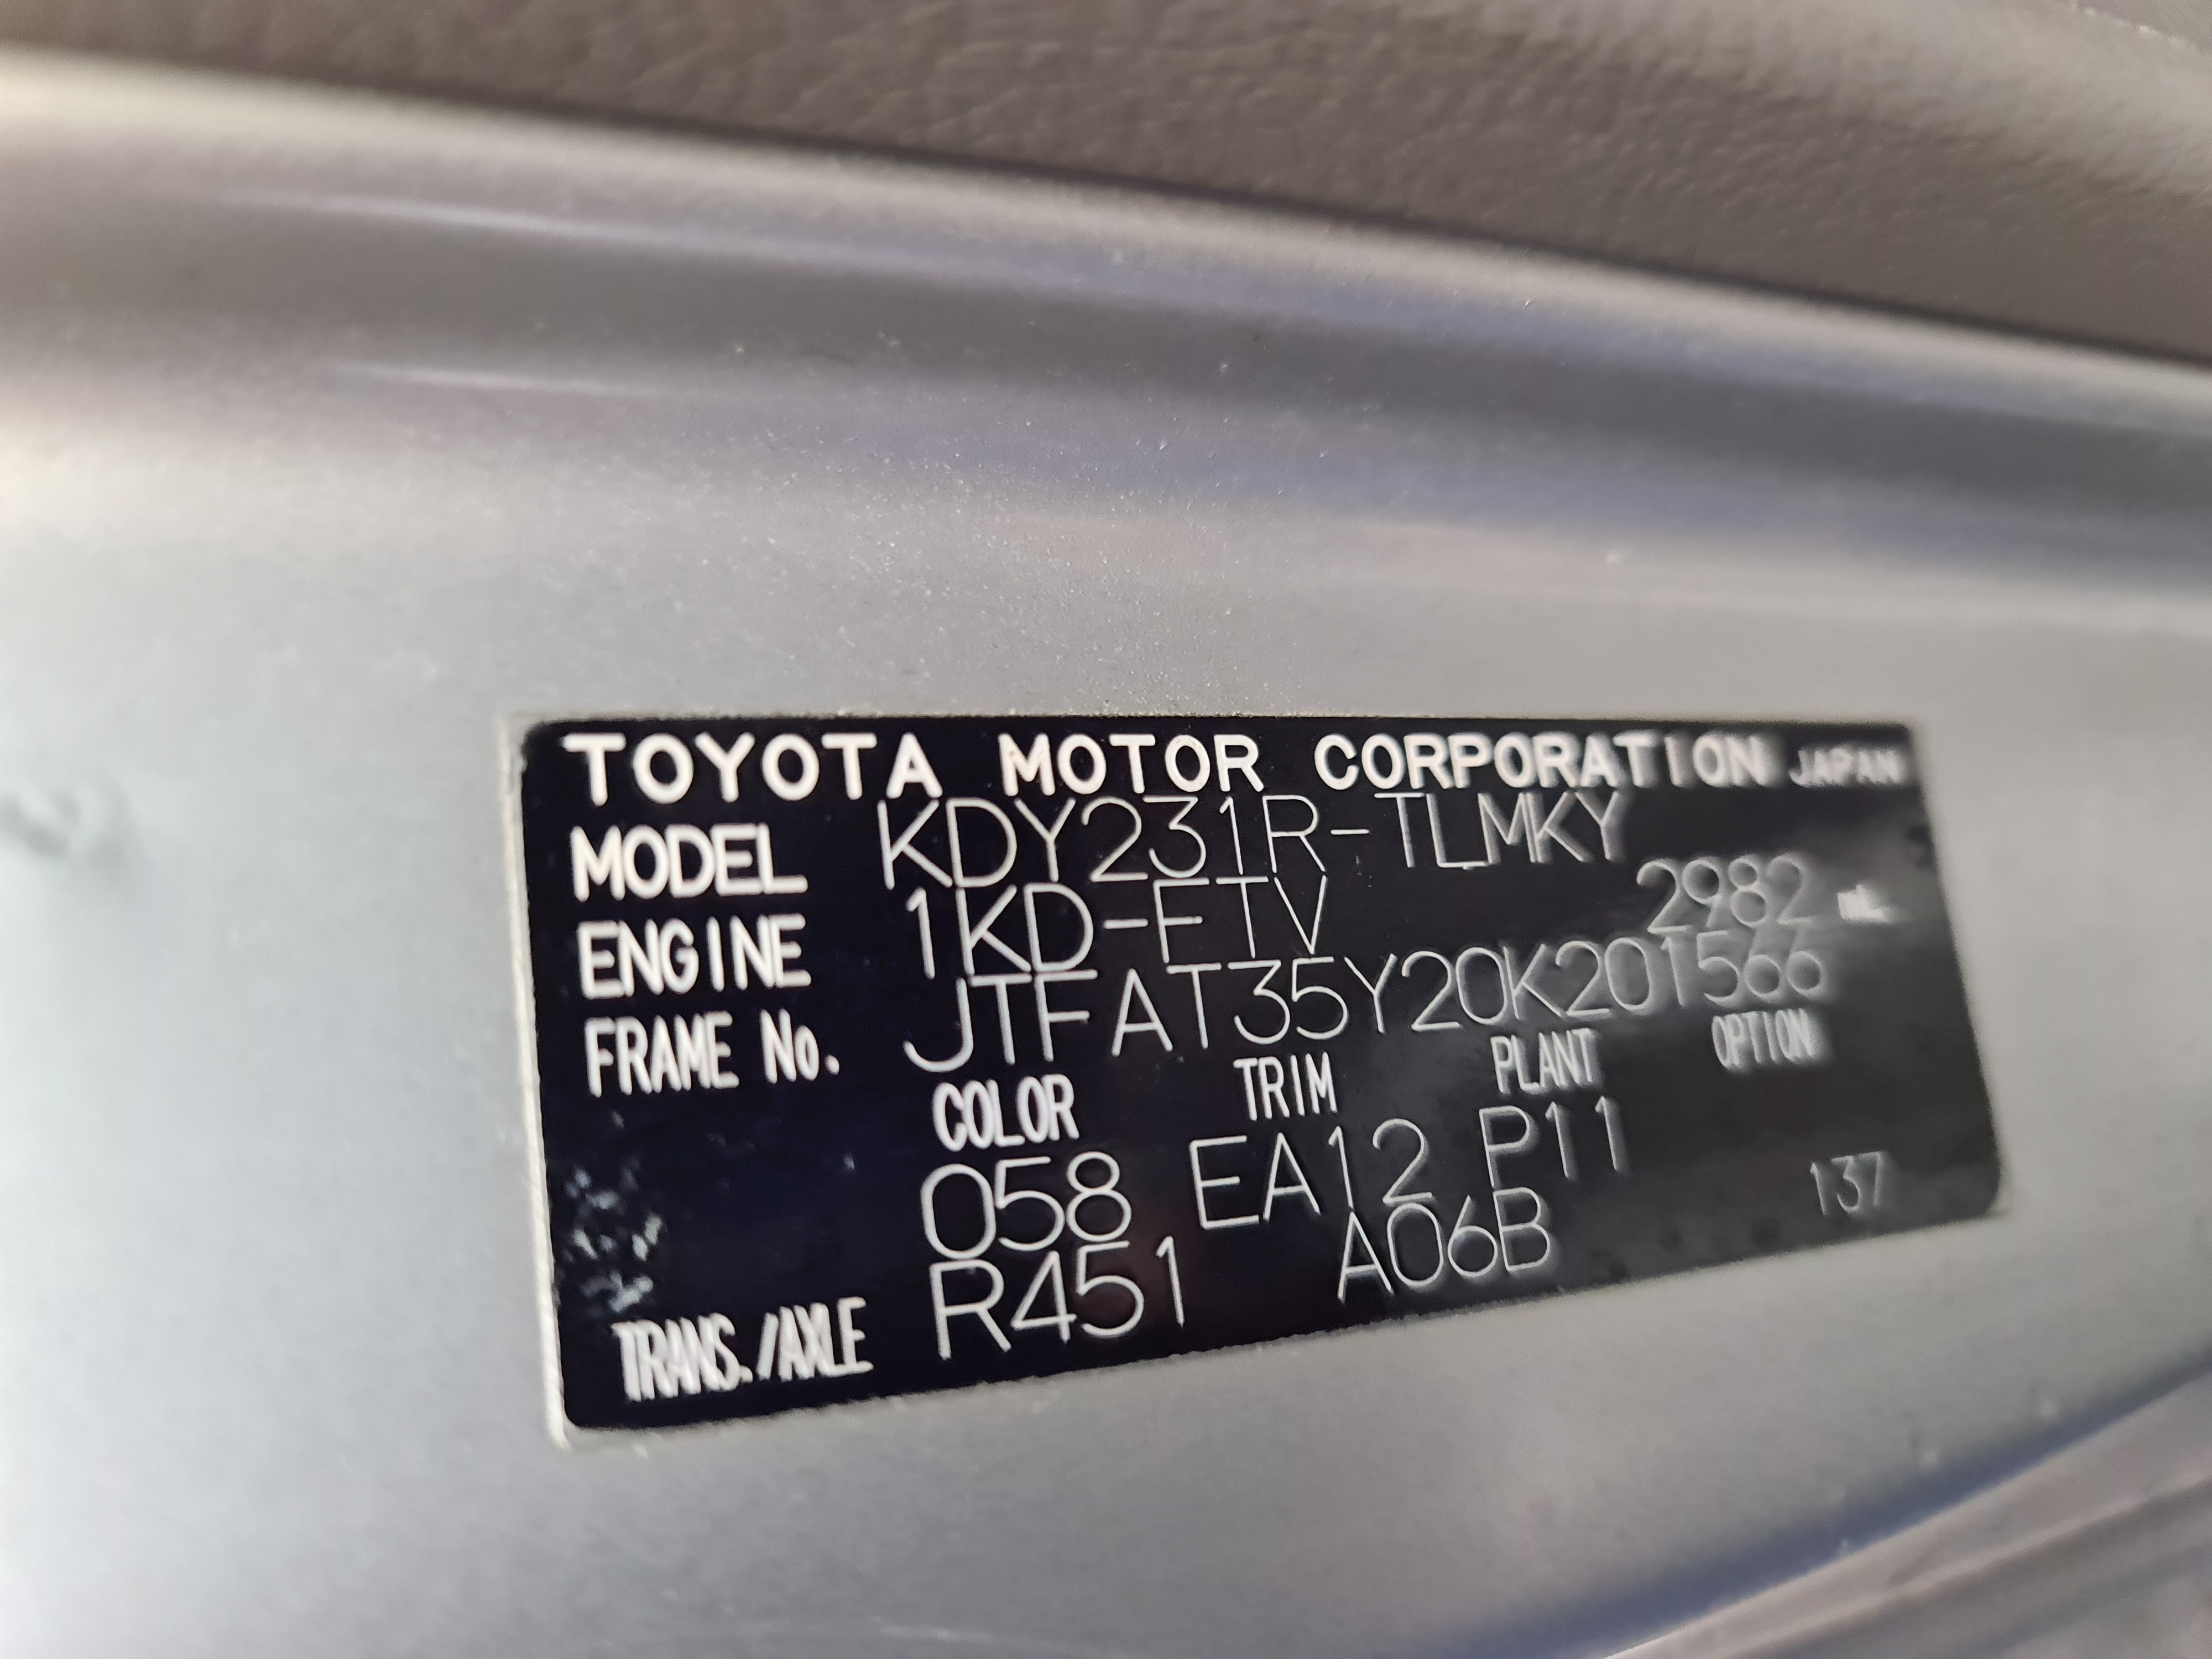 TOYOTA MOTOR CORPORATION JAPAN
MODEL KDY231R-TLMKY
ENGINE 1KD-FTV 2982 mL
FRAME No. JTFAT35Y20K201566
COLOR TRIM PLANT OPTION
058 EA12 P11
TRANS./AXLE R451 A06B 137